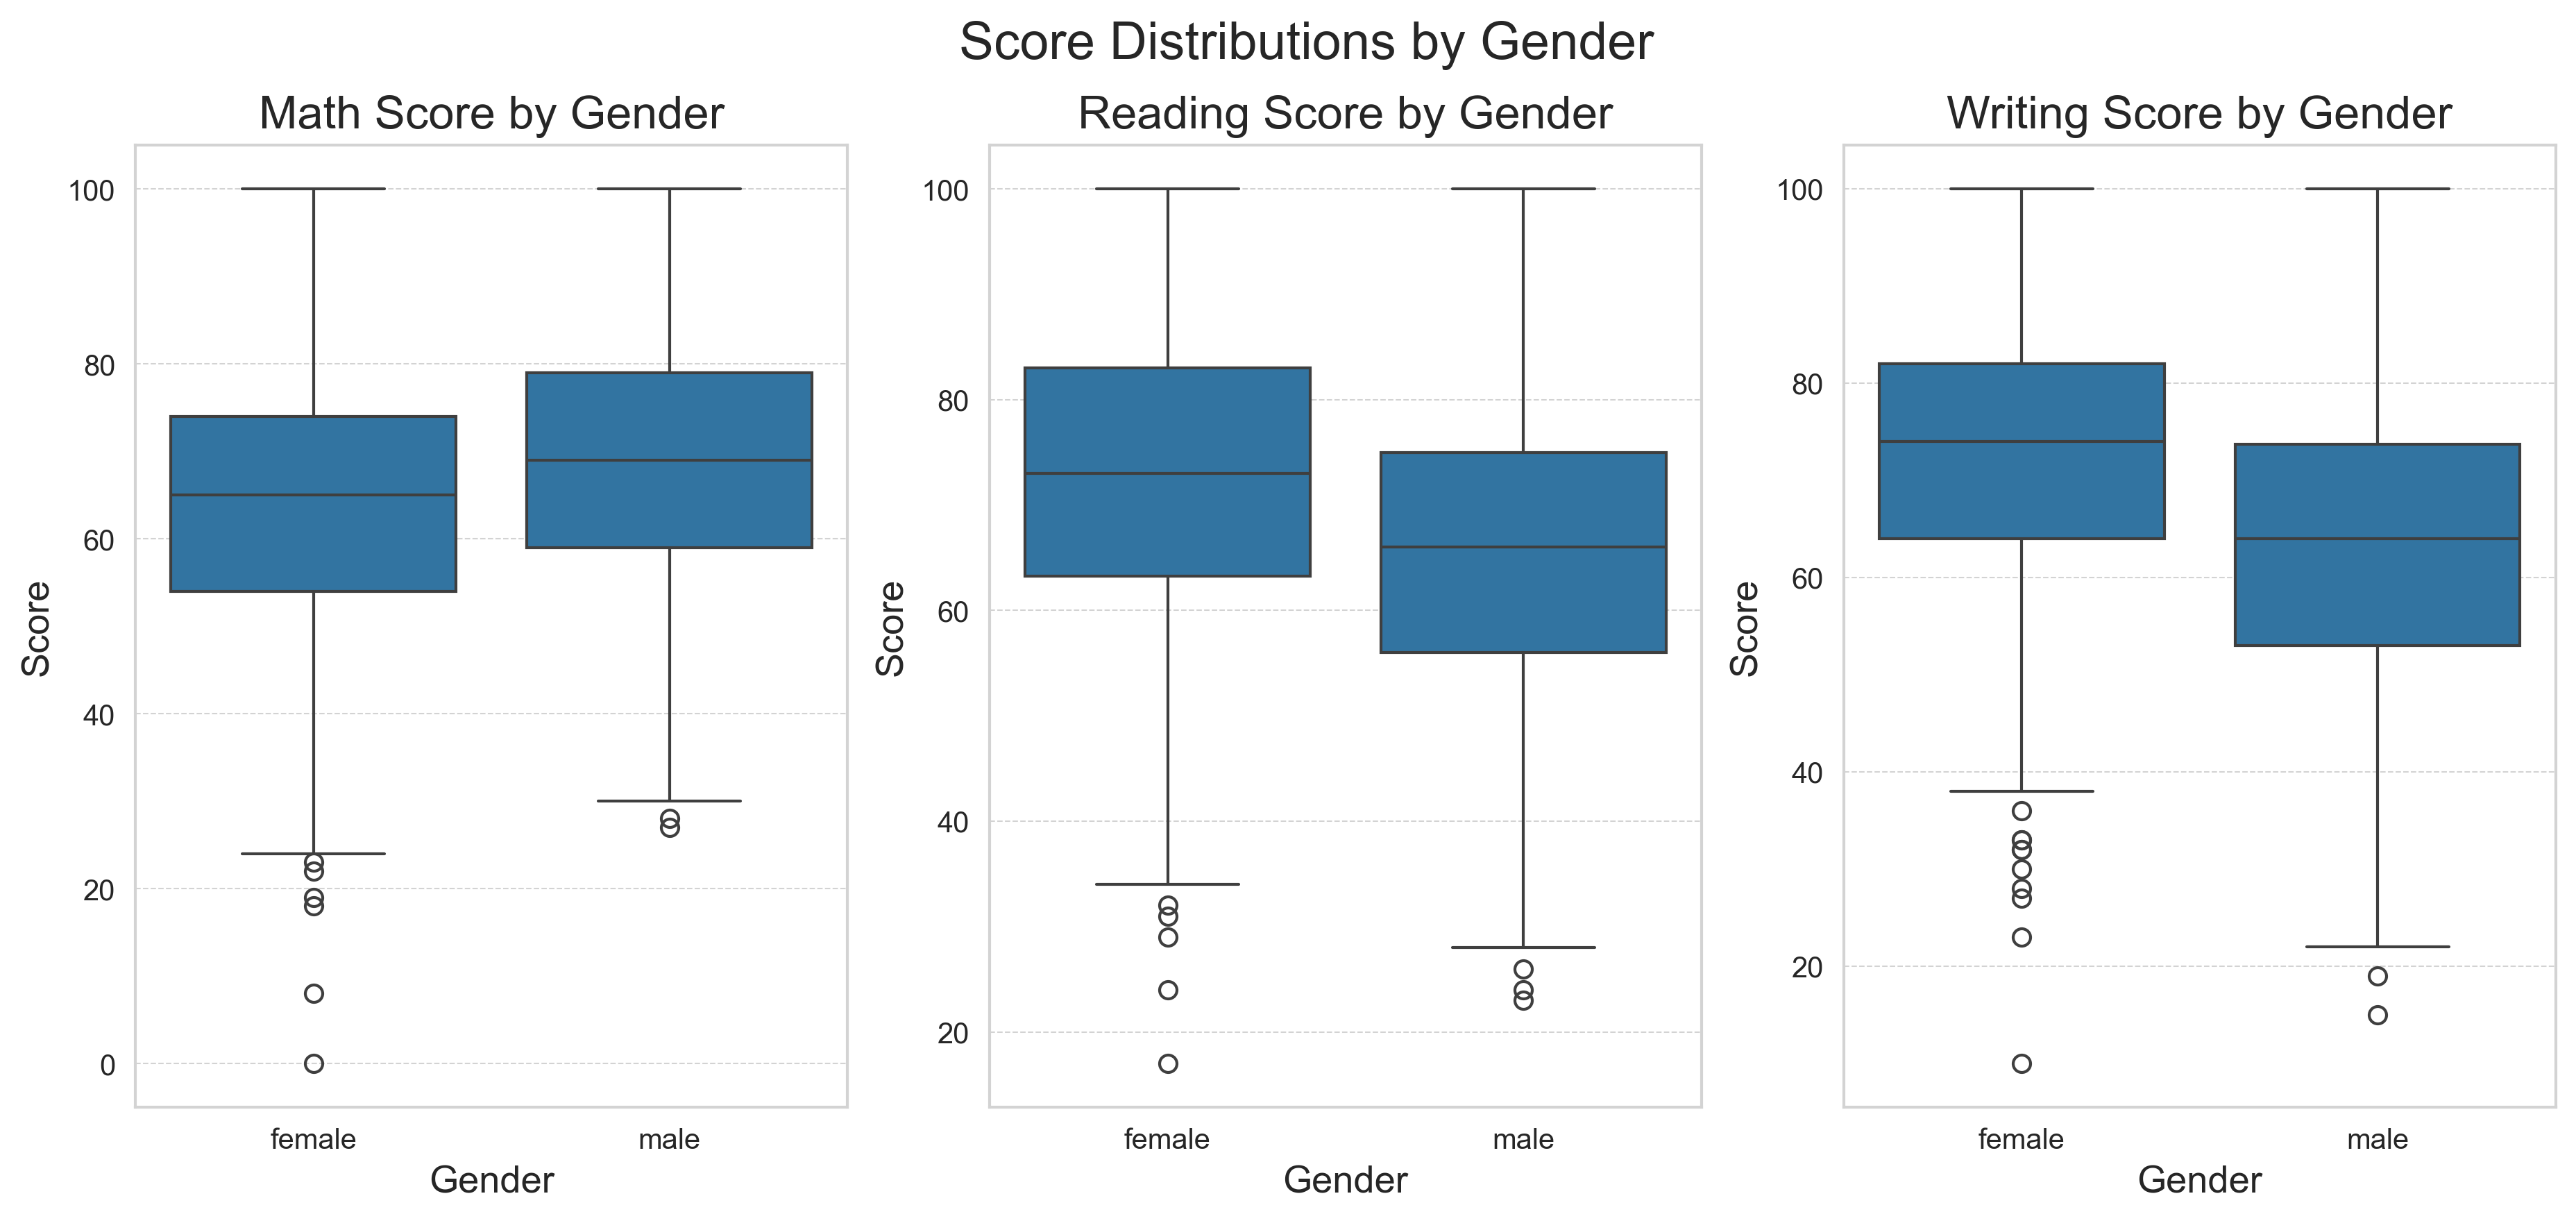 Score Distributions by Gender
Math Score by Gender
100
80
60
40
20
0
Score
female male
Gender
Reading Score by Gender
100
80
60
40
20
Score
female male
Gender
Writing Score by Gender
100
80
60
40
20
Score
female male
Gender